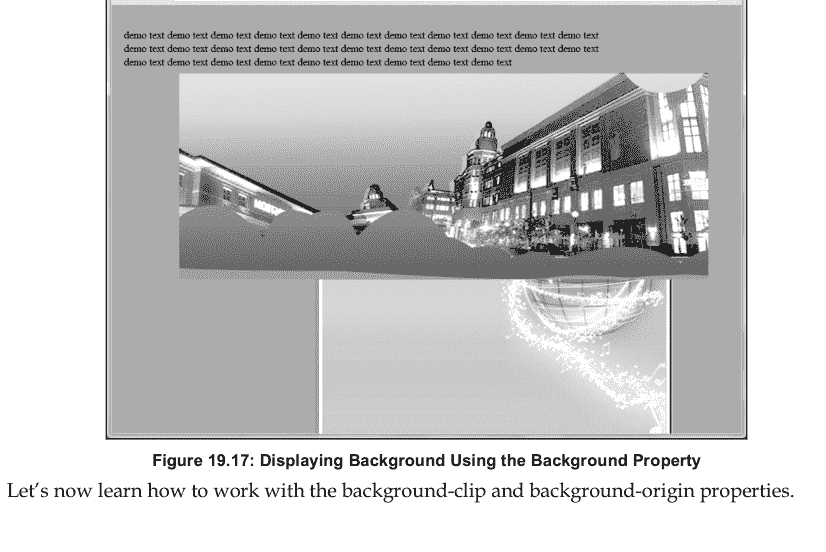 demo text demo text demo text demo text demo text demo text demo text demo text demo text demo text demo text
demo text demo text demo text demo text demo text demo text demo text demo text demo text demo text demo text
demo text demo text demo text demo text demo text demo text demo text demo text demo text
Figure 19.17: Displaying Background Using the Background Property
Let’s now learn how to work with the background-clip and background-origin properties.